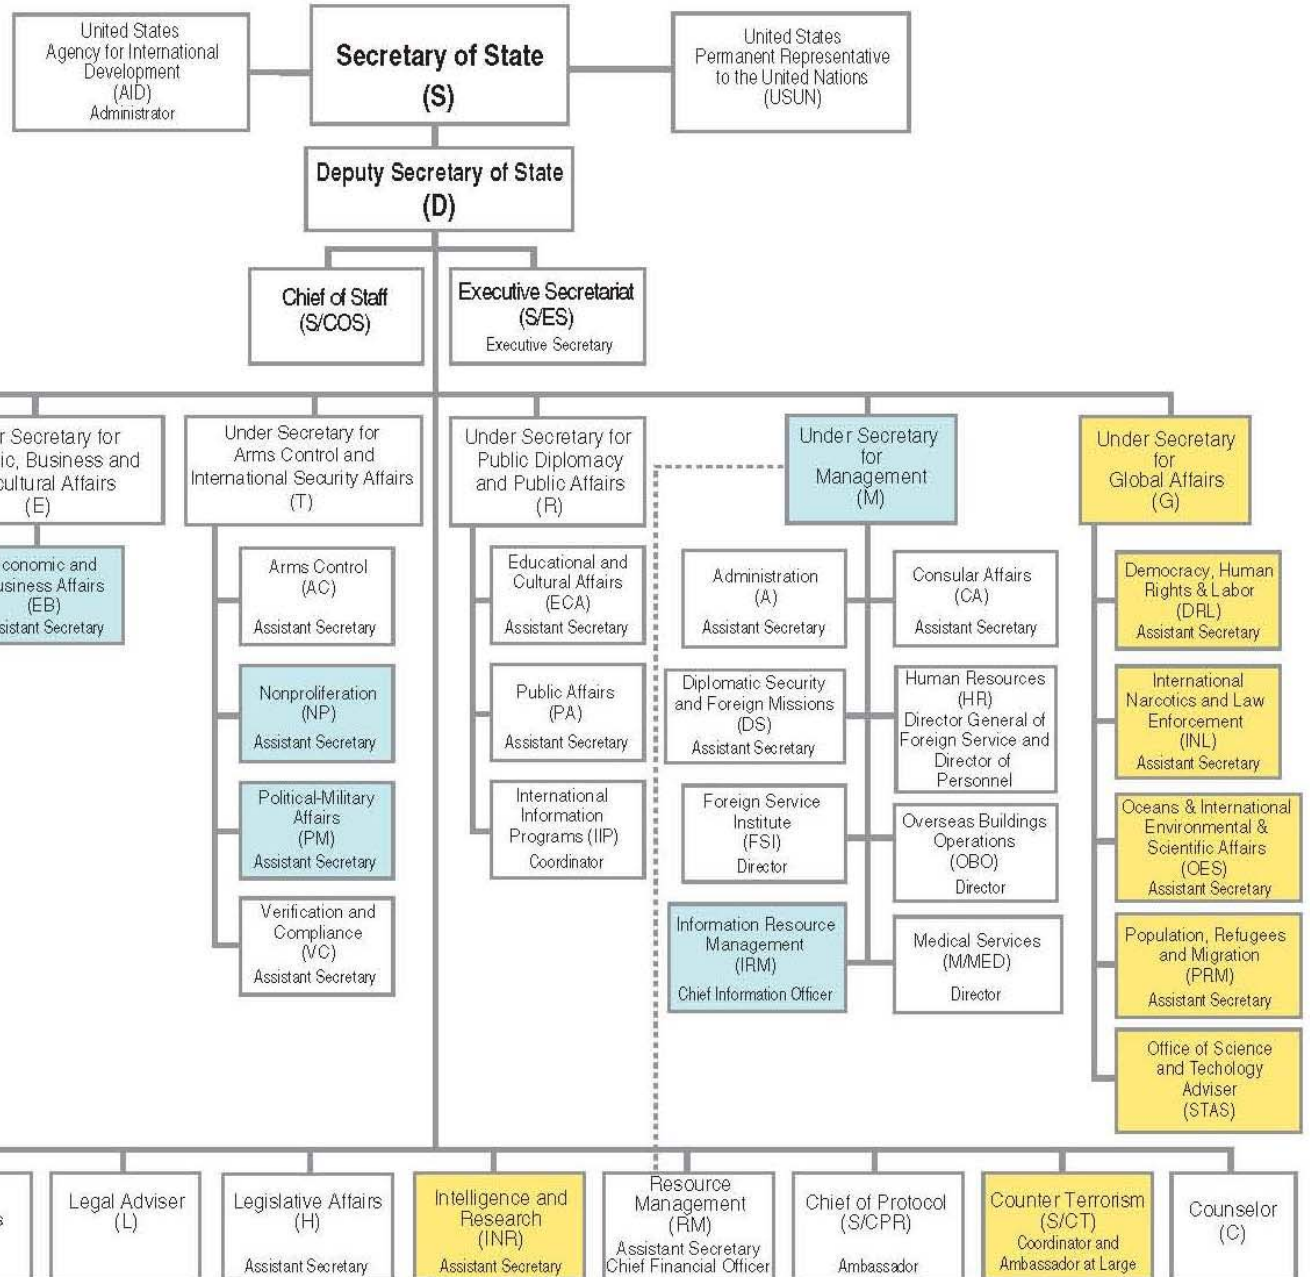 United States
Agency for International
Development
(AID)
Administrator
Secretary of State
(S)
United States
Permanent Representative
to the United Nations
(USUN)
Deputy Secretary of State
(D)
Chief of Staff
(S/COS)
Executive Secretariat
(S/ES)
Executive Secretary
r Secretary for
ic, Business and
cultural Affairs
(E)
Under Secretary for
Arms Control and
International Security Affairs
(T)
Under Secretary for
Public Diplomacy
and Public Affairs
(R)
Under Secretary
for
Management
(M)
Under Secretary
for
Global Affairs
(G)
conomic and
usiness Affairs
(EB)
sistant Secretary
Arms Control
(AC)
Assistant Secretary
Nonproliferation
(NP)
Assistant Secretary
Political-Military
Affairs
(PM)
Assistant Secretary
Verification and
Compliance
(VC)
Assistant Secretary
Educational and
Cultural Affairs
(ECA)
Assistant Secretary
Public Affairs
(PA)
Assistant Secretary
International
Information
Programs (IIP)
Coordinator
Administration
(A)
Assistant Secretary
Diplomatic Security
and Foreign Missions
(DS)
Assistant Secretary
Foreign Service
Institute
(FSI)
Director
Information Resource
Management
(IRM)
Chief Information Officer
Consular Affairs
(CA)
Assistant Secretary
Human Resources
(HR)
Director General of
Foreign Service and
Director of
Personnel
Overseas Buildings
Operations
(OBO)
Director
Medical Services
(M/MED)
Director
Democracy, Human
Rights & Labor
(DRL)
Assistant Secretary
International
Narcotics and Law
Enforcement
(INL)
Assistant Secretary
Oceans & International
Environmental &
Scientific Affairs
(OES)
Assistant Secretary
Population, Refugees
and Migration
(PRM)
Assistant Secretary
Office of Science
and Techology
Adviser
(STAS)
s
Legal Adviser
(L)
Legislative Affairs
(H)
Assistant Secretary
Intelligence and
Research
(INR)
Assistant Secretary
Resource
Management
(RM)
Assistant Secretary
Chief Financial Officer
Chief of Protocol
(S/CPR)
Ambassador
Counter Terrorism
(S/CT)
Coordinator and
Ambassador at Large
Counselor
(C)